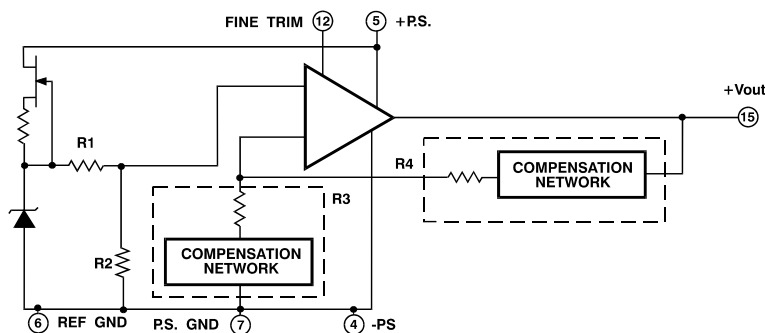 FINE TRIM 12 5 +P.S.
+Vout
15
R1
R4
COMPENSATION
NETWORK
R3
R2
COMPENSATION
NETWORK
6 REF GND P.S. GND 7 4 -PS